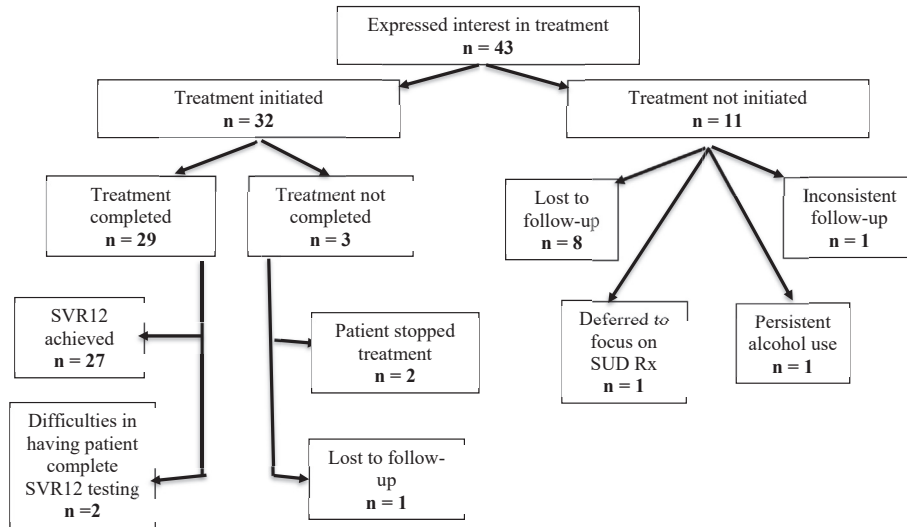 Expressed interest in treatment
n = 43
Treatment initiated
n = 32
Treatment not initiated
n = 11
Treatment
completed
n = 29
Treatment not
completed
n = 3
Lost to
follow-up
n = 8
Inconsistent
follow-up
n = 1
SVR12
achieved
n = 27
Patient stopped
treatment
n = 2
Deferred to
focus on
SUD Rx
n = 1
Persistent
alcohol use
n = 1
Difficulties in
having patient
complete
SVR12 testing
n =2
Lost to follow-
up
n = 1